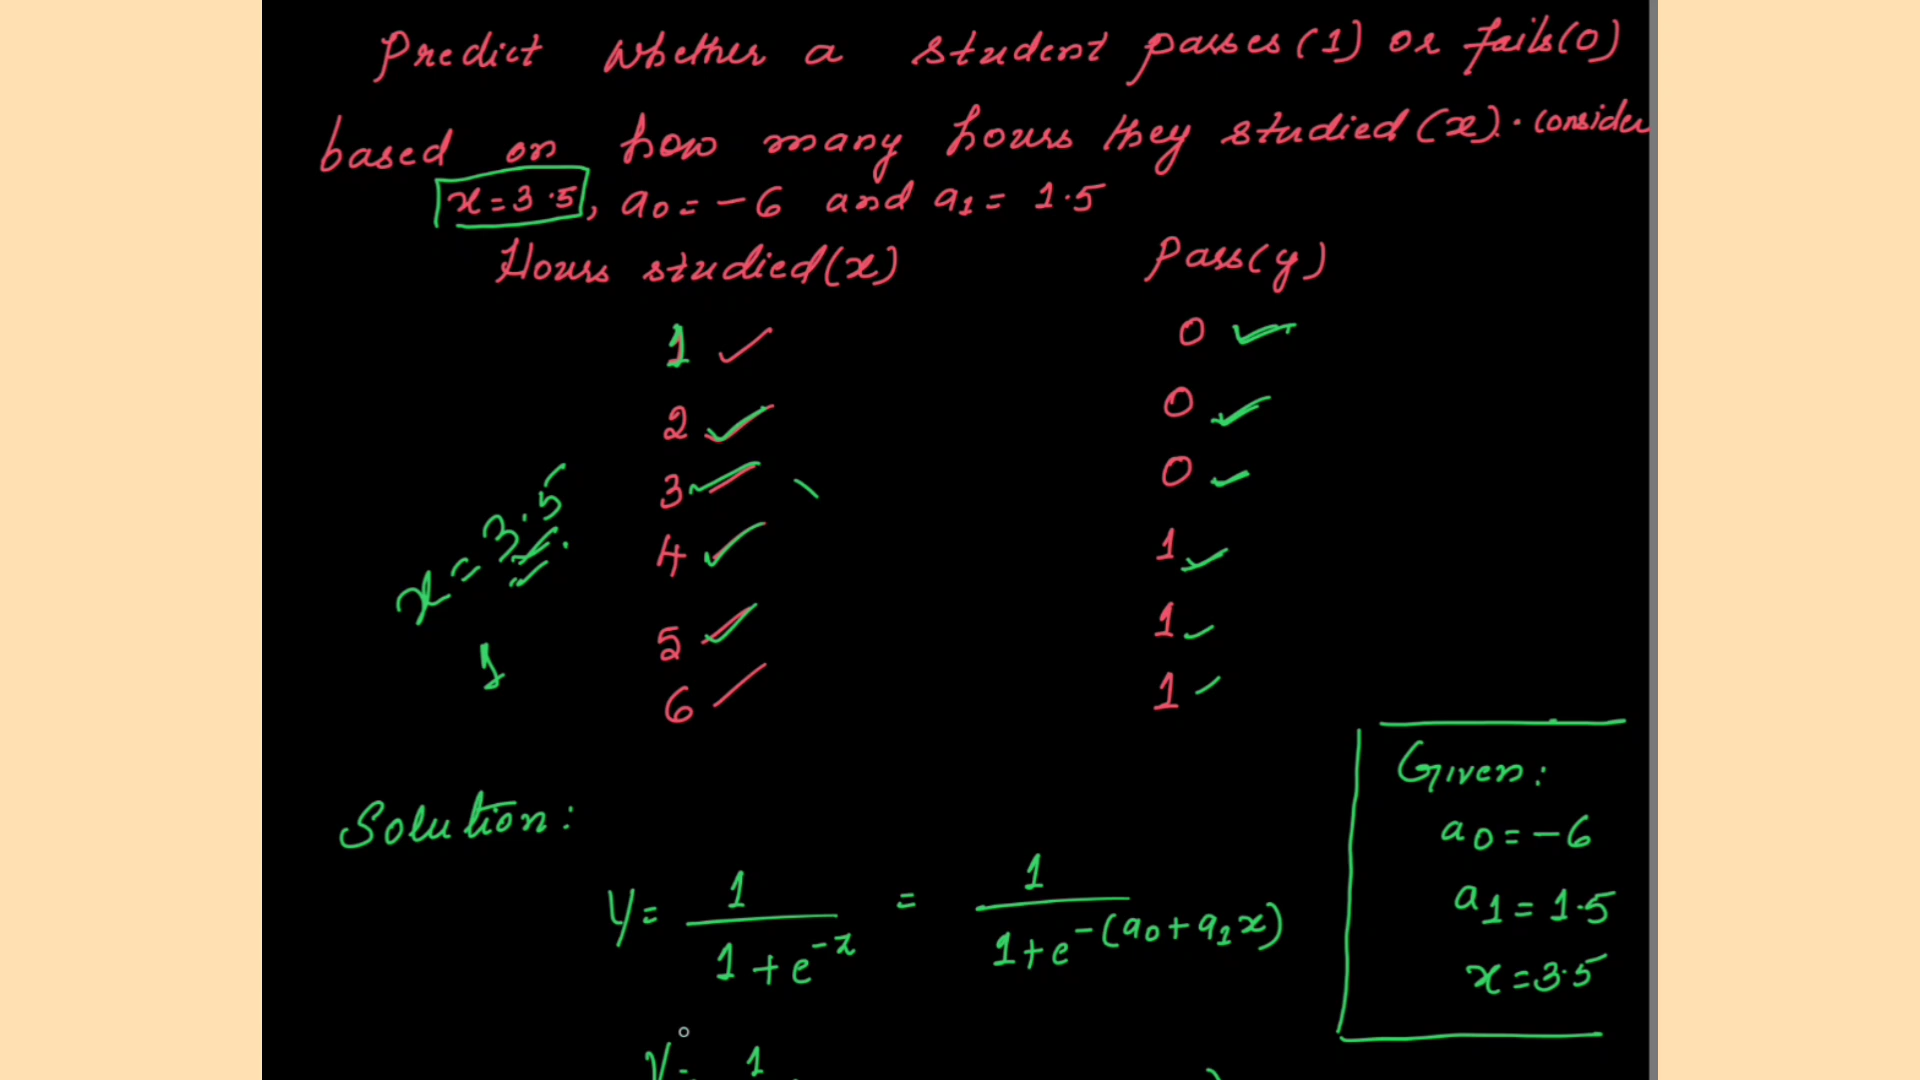 Predict whether a student passes(1) or fails(0)
based on how many hours they studied (x). consider
x=3.5, a0=-6 and a1=1.5
Hours studied(x) Pass(y)
1 0
2 0
3 0
4 1
5 1
6 1
x=3.5
1
Given:
a0=-6
a1=1.5
x=3.5
Solution:
y= 1/(1+e^-z) = 1/(1+e^-(a0+a1x))
y= 1